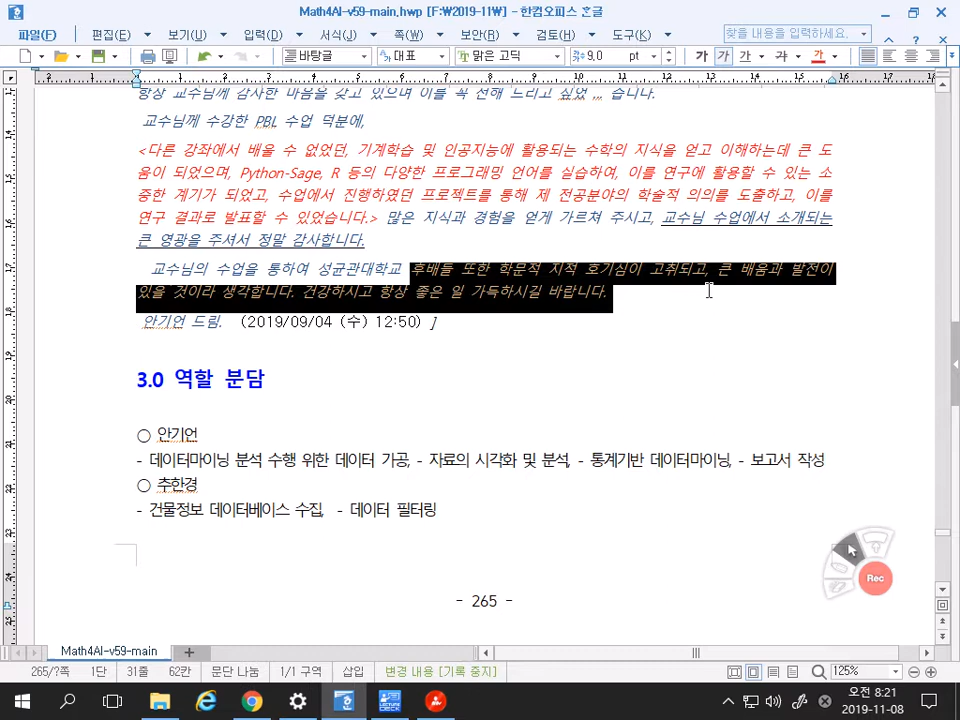 Math4AI-v59-main.hwp [F:₩2019-11₩] - 한컴오피스 한글
파일(F) 편집(E) 보기(U) 입력(D) 서식(J) 쪽(W) 보안(R) 검토(H) 도구(K) 찾을 내용을 입력하세요.
바탕글 대표 맑은 고딕 9.0 pt 가 가 가 가 가
항상 교수님께 감사한 마음을 갖고 있으며 이를 꼭 전해 드리고 싶었 ,,, 습니다.
교수님께 수강한 PBL 수업 덕분에,
<다른 강좌에서 배울 수 없었던, 기계학습 및 인공지능에 활용되는 수학의 지식을 얻고 이해하는데 큰 도
움이 되었으며, Python-Sage, R 등의 다양한 프로그래밍 언어를 실습하여, 이를 연구에 활용할 수 있는 소
중한 계기가 되었고, 수업에서 진행하였던 프로젝트를 통해 제 전공분야의 학술적 의의를 도출하고, 이를
연구 결과로 발표할 수 있었습니다.> 많은 지식과 경험을 얻게 가르쳐 주시고, 교수님 수업에서 소개되는
큰 영광을 주셔서 정말 감사합니다.
교수님의 수업을 통하여 성균관대학교 후배들 또한 학문적 지적 호기심이 고취되고, 큰 배움과 발전이
있을 것이라 생각합니다. 건강하시고 항상 좋은 일 가득하시길 바랍니다.
안기언 드림. (2019/09/04 (수) 12:50) ]
3.0 역할 분담
○ 안기언
- 데이터마이닝 분석 수행 위한 데이터 가공, - 자료의 시각화 및 분석, - 통계기반 데이터마이닝, - 보고서 작성
○ 추한경
- 건물정보 데이터베이스 수집, - 데이터 필터링
Rec
- 265 -
Math4AI-v59-main
265/?쪽 1단 31줄 62칸 문단 나눔 1/1 구역 삽입 변경 내용 [기록 중지] 125%
오전 8:21
2019-11-08